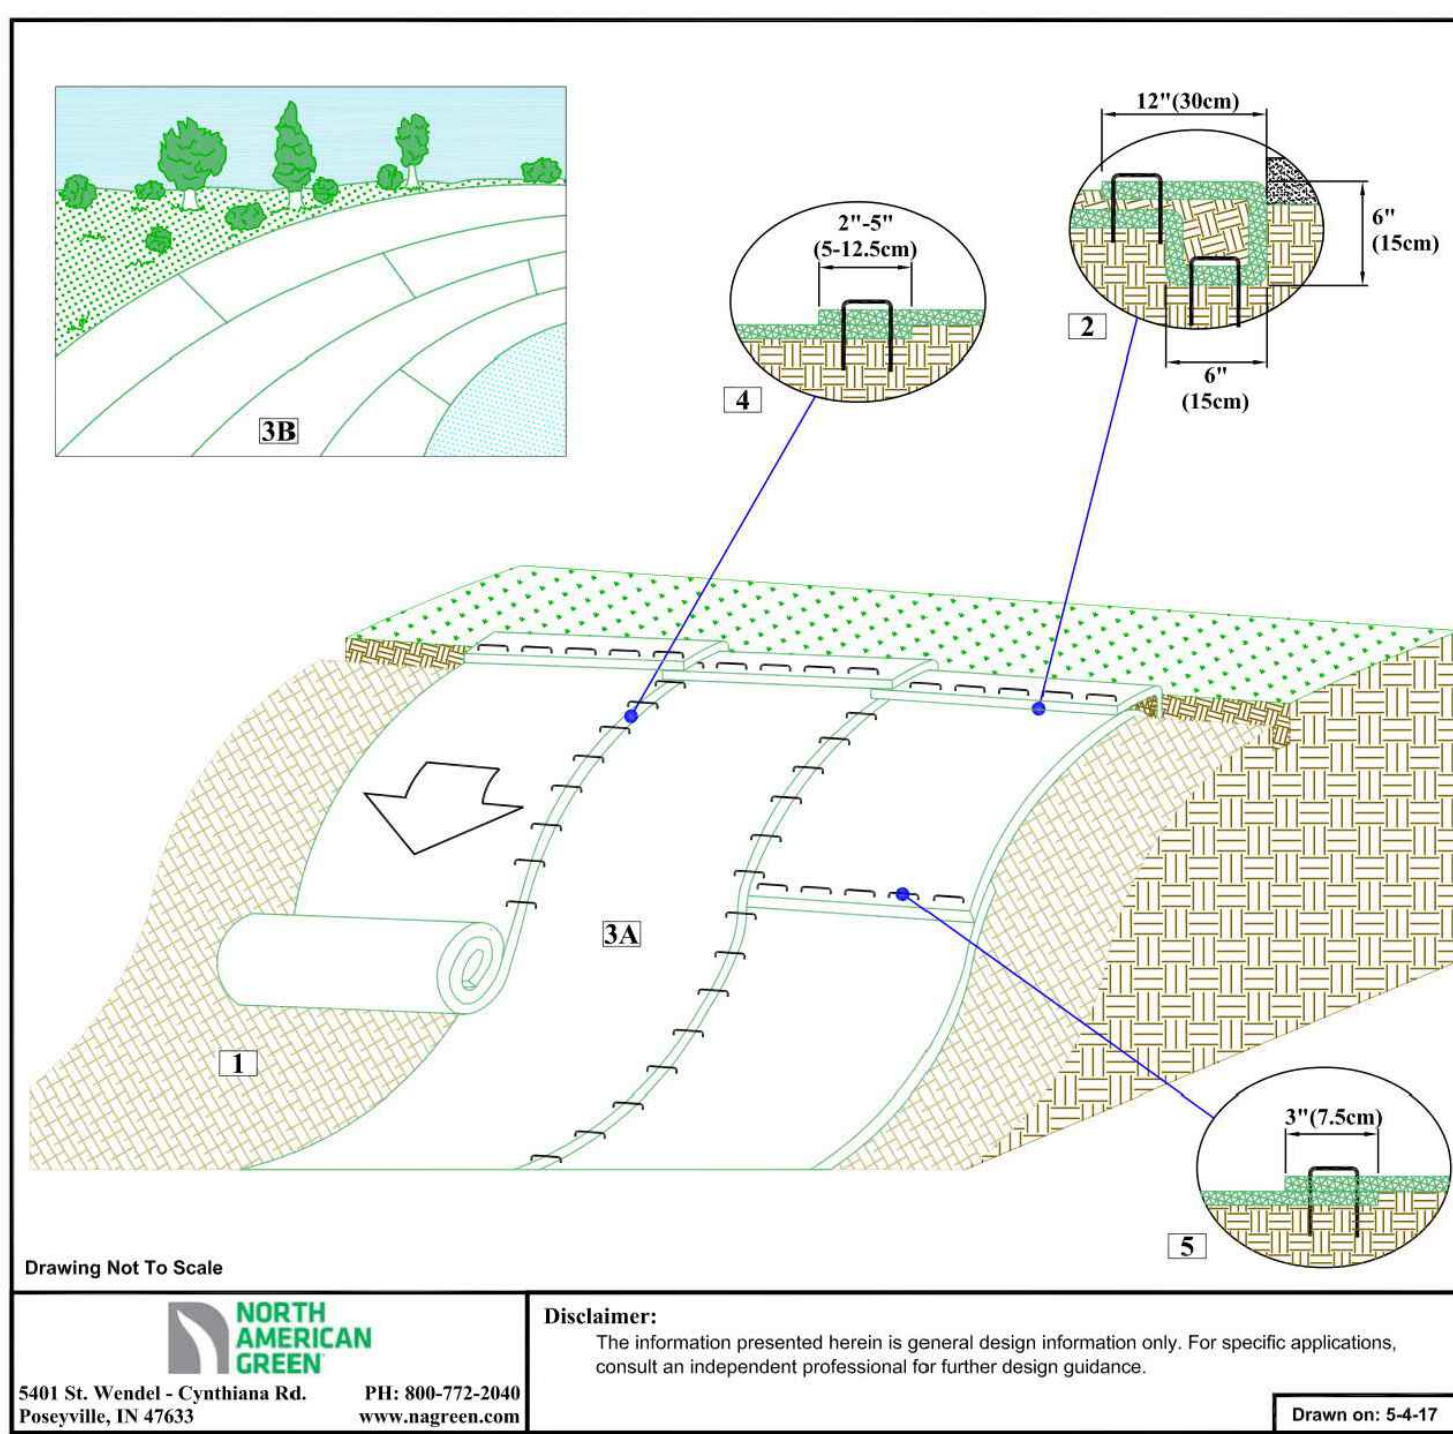 12"(30cm)
2"-5"
(5-12.5cm)
6"
(15cm)
2
6"
(15cm)
4
3B
3A
1
3"(7.5cm)
5
Drawing Not To Scale
NORTH
AMERICAN
GREEN
5401 St. Wendel - Cynthiana Rd. PH: 800-772-2040
Poseyville, IN 47633 www.nagreen.com
Disclaimer:
The information presented herein is general design information only. For specific applications,
consult an independent professional for further design guidance.
Drawn on: 5-4-17